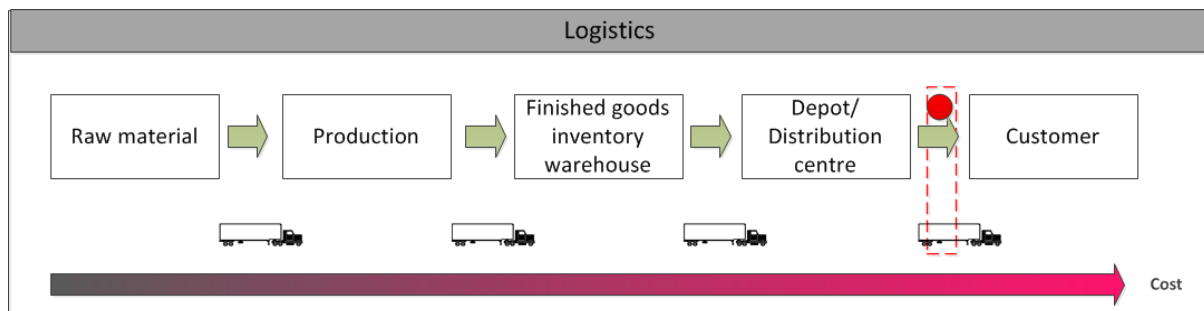 Logistics
Raw material
Production
Finished goods
inventory
warehouse
Depot/
Distribution
centre
Customer
Cost